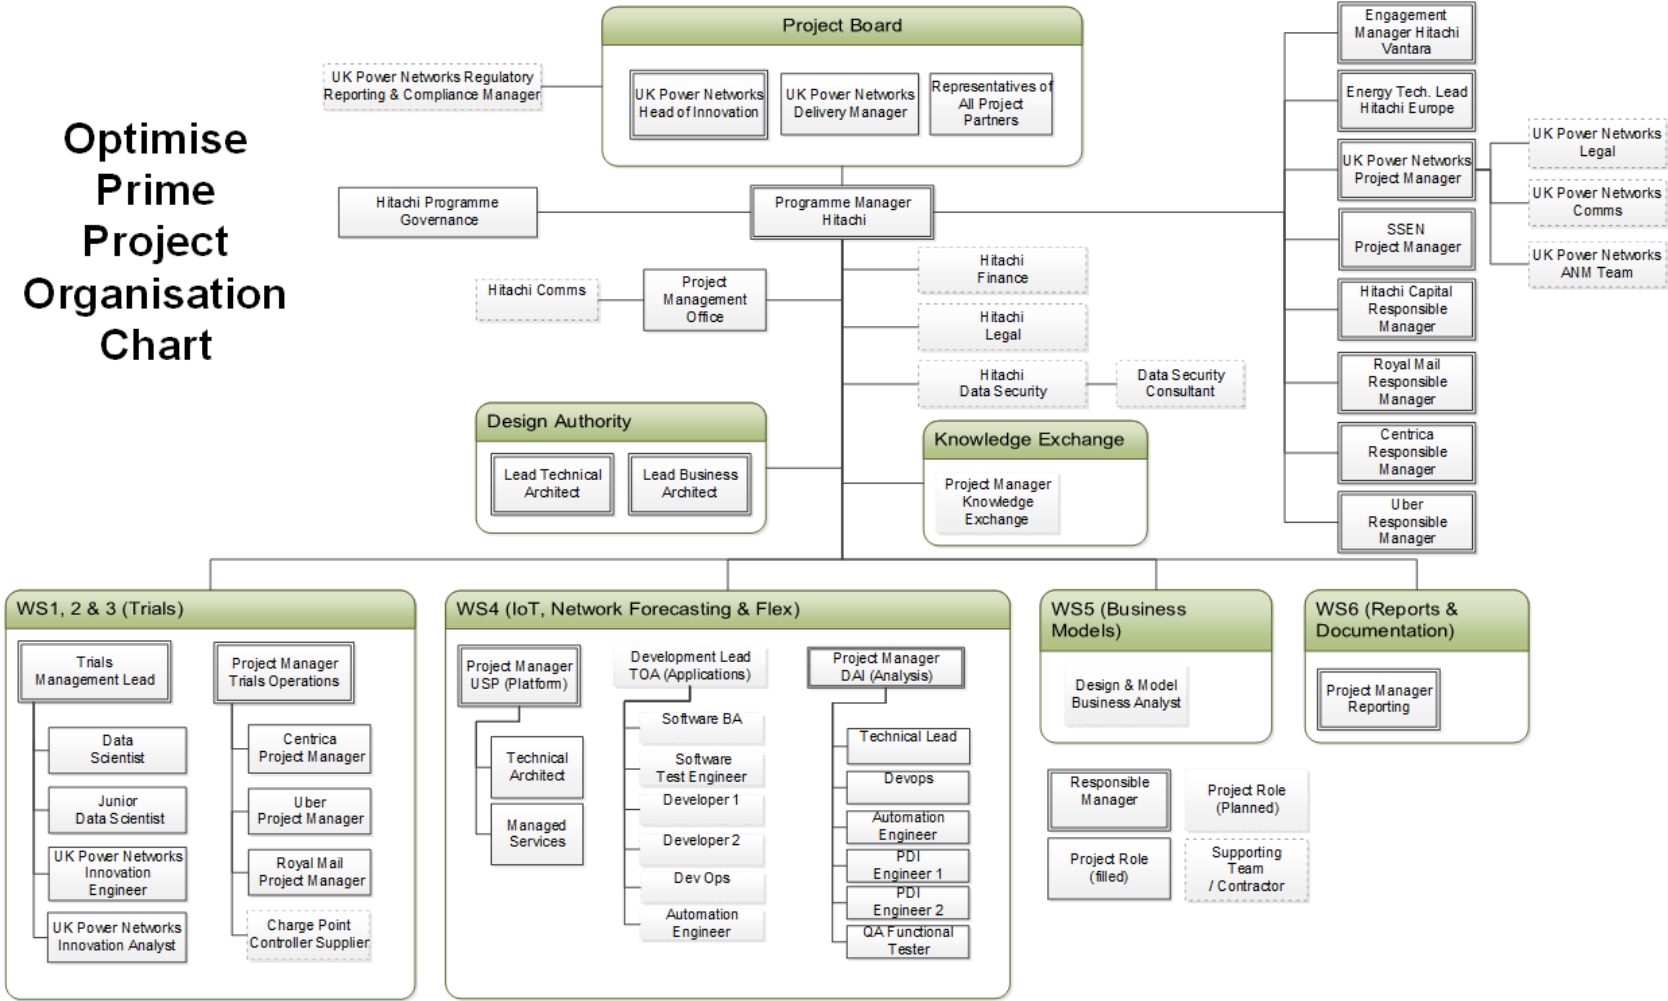 Optimise
Prime
Project
Organisation
Chart
Project Board
UK Power Networks
Head of Innovation
UK Power Networks
Delivery Manager
Representatives of
All Project
Partners
UK Power Networks Regulatory
Reporting & Compliance Manager
Hitachi Programme
Governance
Programme Manager
Hitachi
Engagement
Manager Hitachi
Vantara
Energy Tech. Lead
Hitachi Europe
UK Power Networks
Project Manager
SSEN
Project Manager
Hitachi Capital
Responsible
Manager
Royal Mail
Responsible
Manager
Centrica
Responsible
Manager
Uber
Responsible
Manager
UK Power Networks
Legal
UK Power Networks
Comms
UK Power Networks
ANM Team
Hitachi Comms
Project
Management
Office
Hitachi
Finance
Hitachi
Legal
Hitachi
Data Security
Data Security
Consultant
Design Authority
Lead Technical
Architect
Lead Business
Architect
Knowledge Exchange
Project Manager
Knowledge
Exchange
WS1, 2 & 3 (Trials)
Trials
Management Lead
Data
Scientist
Junior
Data Scientist
UK Power Networks
Innovation
Engineer
UK Power Networks
Innovation Analyst
Project Manager
Trials Operations
Centrica
Project Manager
Uber
Project Manager
Royal Mail
Project Manager
Charge Point
Controller Supplier
WS4 (IoT, Network Forecasting & Flex)
Project Manager
USP (Platform)
Technical
Architect
Managed
Services
Development Lead
TOA (Applications)
Software BA
Software
Test Engineer
Developer 1
Developer 2
Dev Ops
Automation
Engineer
Project Manager
DAI (Analysis)
Technical Lead
Devops
Automation
Engineer
PDI
Engineer 1
PDI
Engineer 2
QA Functional
Tester
WS5 (Business
Models)
Design & Model
Business Analyst
WS6 (Reports &
Documentation)
Project Manager
Reporting
Responsible
Manager
Project Role
(Planned)
Project Role
(filled)
Supporting
Team
/ Contractor